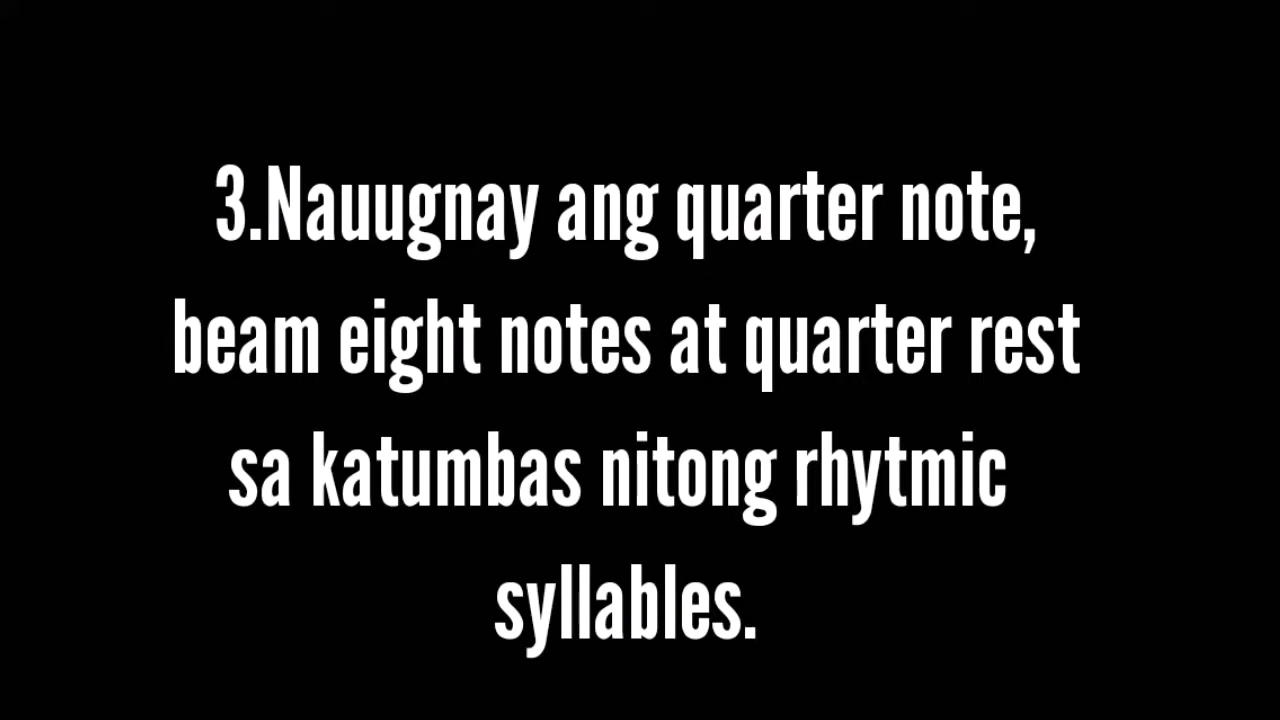 3.Nauugnay ang quarter note,
beam eight notes at quarter rest
sa katumbas nitong rhytmic
syllables.